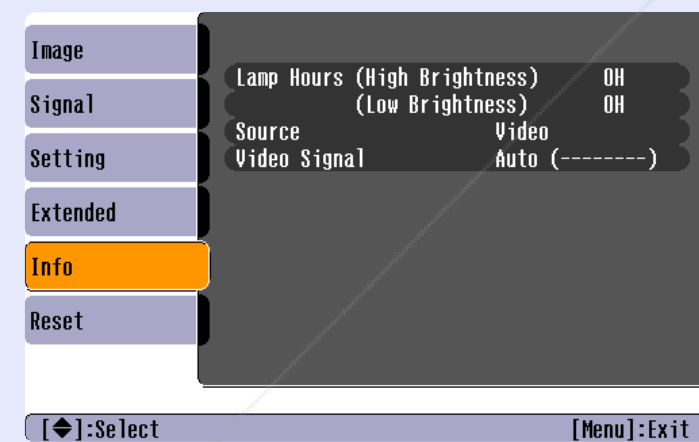 Image
Signal
Setting
Extended
Info
Reset
Lamp Hours (High Brightness) 0H
(Low Brightness) 0H
Source Video
Video Signal Auto (--------)
[◆]:Select [Menu]:Exit